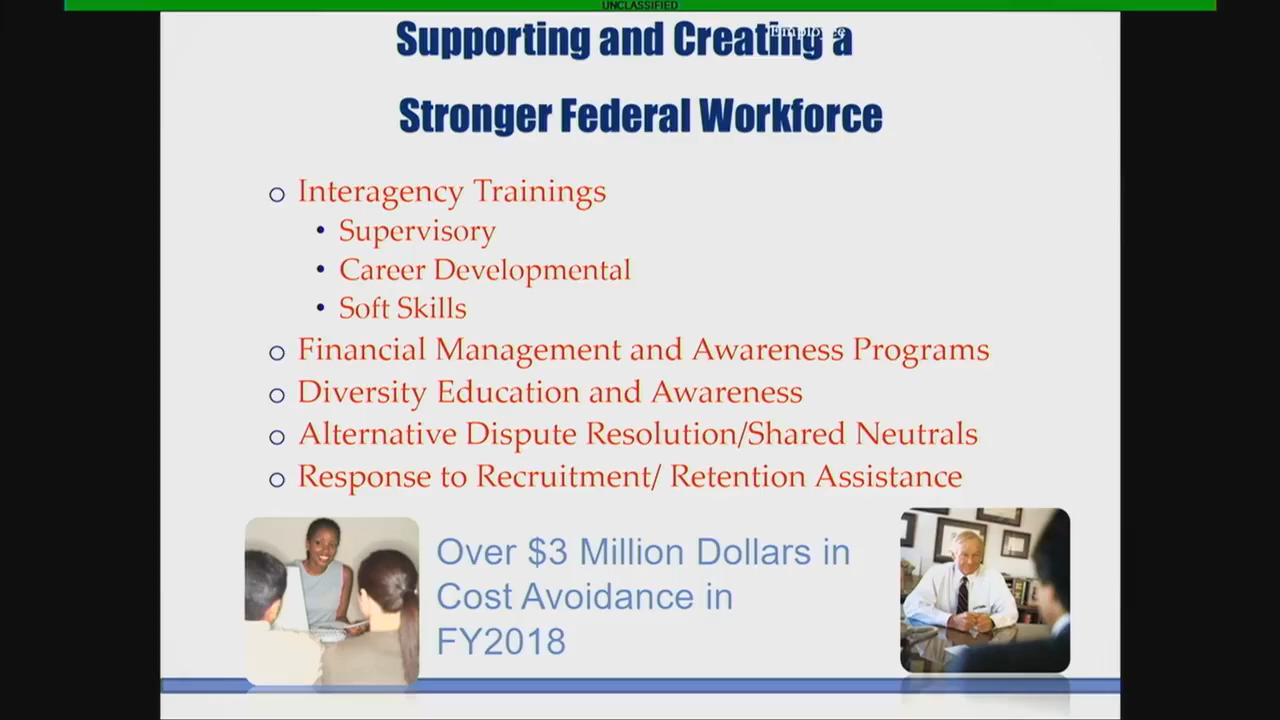 UNCLASSIFIED
Employee
Supporting and Creating a
Stronger Federal Workforce
o Interagency Trainings
• Supervisory
• Career Developmental
• Soft Skills
o Financial Management and Awareness Programs
o Diversity Education and Awareness
o Alternative Dispute Resolution/Shared Neutrals
o Response to Recruitment/ Retention Assistance
Over $3 Million Dollars in
Cost Avoidance in
FY2018